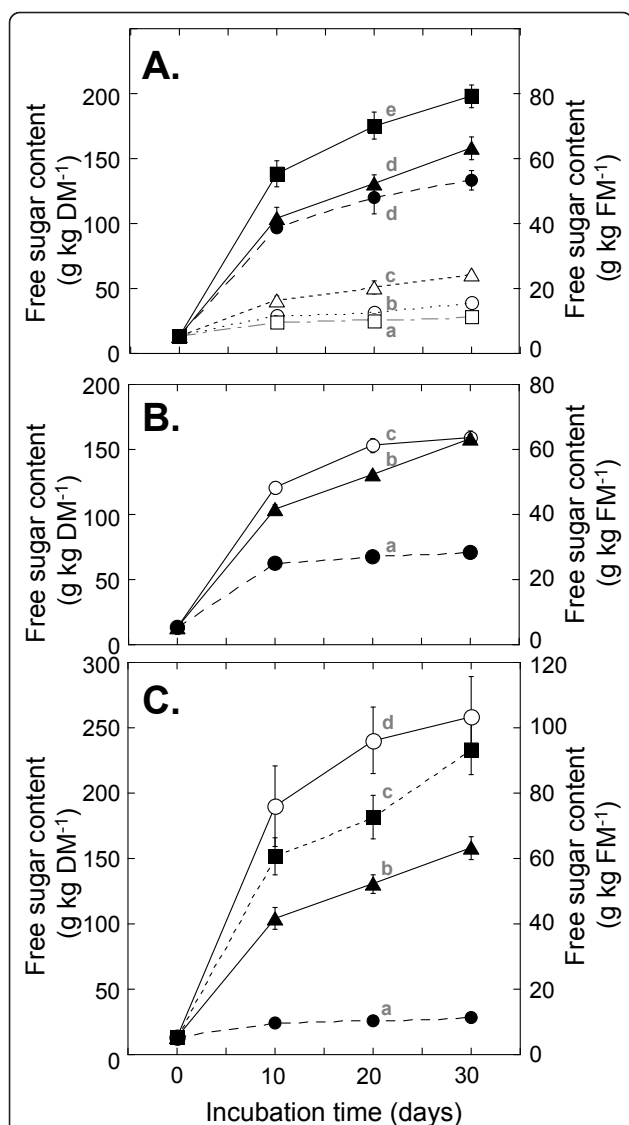 A.
Free sugar content
(g kg DM⁻¹)
200
150
100
50
0
e
d
d
c
b
a
80
60
40
20
0
Free sugar content
(g kg FM⁻¹)
B.
Free sugar content
(g kg DM⁻¹)
200
150
100
50
0
c
b
a
80
60
40
20
0
Free sugar content
(g kg FM⁻¹)
C.
Free sugar content
(g kg DM⁻¹)
300
250
200
150
100
50
0
d
c
b
a
120
100
80
60
40
20
0
Free sugar content
(g kg FM⁻¹)
0 10 20 30
Incubation time (days)